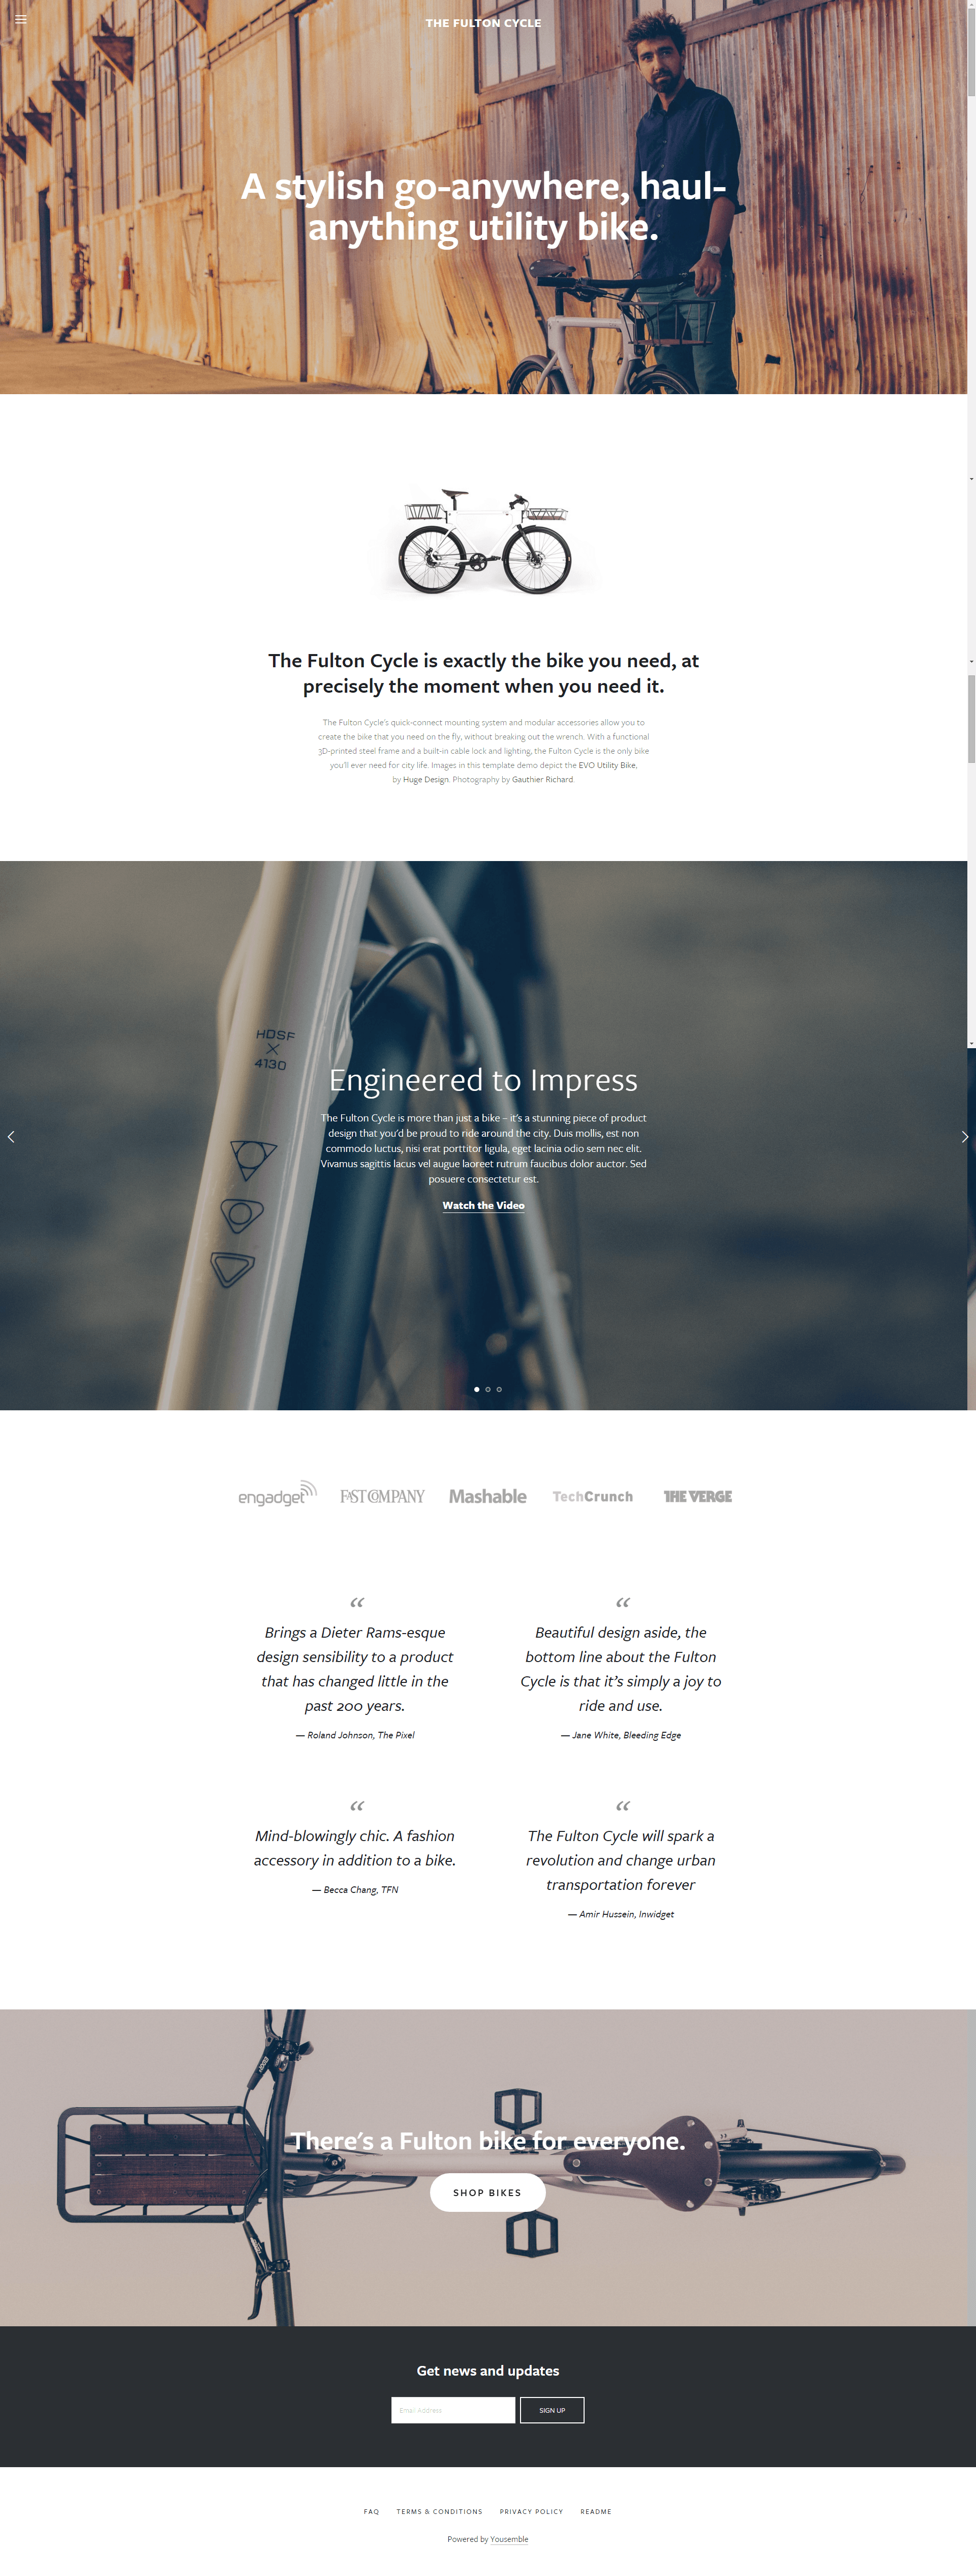 THE FULTON CYCLE
A stylish go-anywhere, haul-
anything utility bike.
The Fulton Cycle is exactly the bike you need, at
precisely the moment when you need it.
The Fulton Cycle's quick-connect mounting system and modular accessories allow you to
create the bike that you need on the fly, without breaking out the wrench. With a functional
3D-printed steel frame and a built-in cable lock and lighting, the Fulton Cycle is the only bike
you'll ever need for city life. Images in this template demo depict the EVO Utility Bike,
by Huge Design. Photography by Gauthier Richard
HDSF
X
4130
Engineered to Impress
The Fulton Cycle is more than just a bike – it's a stunning piece of product
design that you'd be proud to ride around the city. Duis mollis, est non
commodo luctus, nisi erat porttitor ligula, eget lacinia odio sem nec elit.
Vivamus sagittis lacus vel augue laoreet rutrum faucibus dolor auctor. Sed
posuere consectetur est.
Watch the Video
engadget FAST COMPANY Mashable TechCrunch THE VERGE
“
Brings a Dieter Rams-esque
design sensibility to a product
that has changed little in the
past 200 years.
— Roland Johnson, The Pixel
“
Beautiful design aside, the
bottom line about the Fulton
Cycle is that it’s simply a joy to
ride and use.
— Jane White, Bleeding Edge
“
Mind-blowingly chic. A fashion
accessory in addition to a bike.
— Becca Chang, TFN
“
The Fulton Cycle will spark a
revolution and change urban
transportation forever
— Amir Hussein, Inwidget
There's a Fulton bike for everyone.
SHOP BIKES
Get news and updates
Email Address
SIGN UP
FAQ TERMS & CONDITIONS PRIVACY POLICY README
Powered by Yousemble